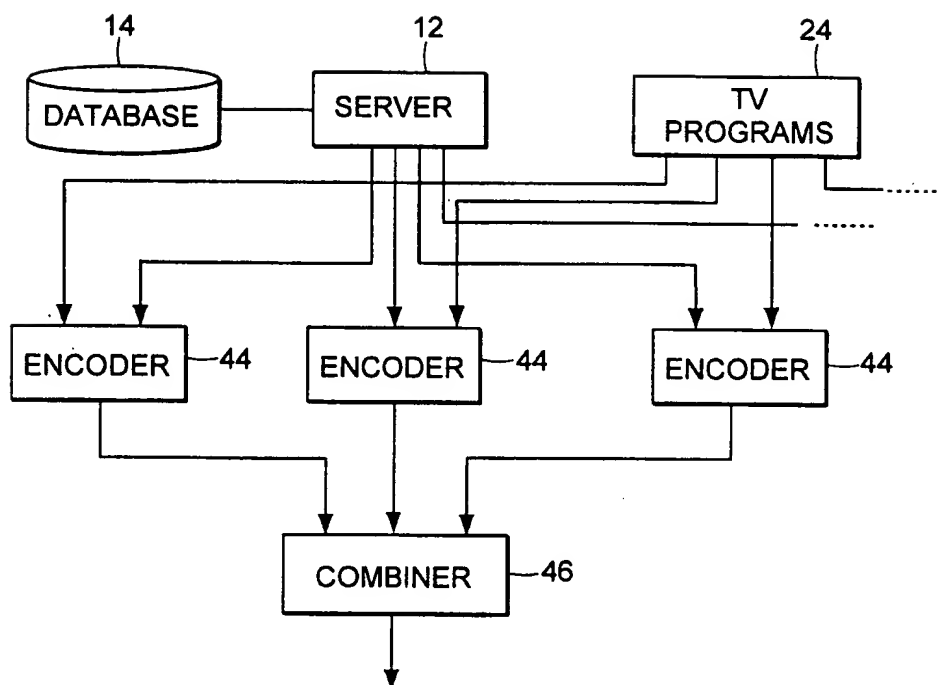 14
12
24
DATABASE
SERVER
TV
PROGRAMS
ENCODER
44
ENCODER
44
ENCODER
44
COMBINER
46